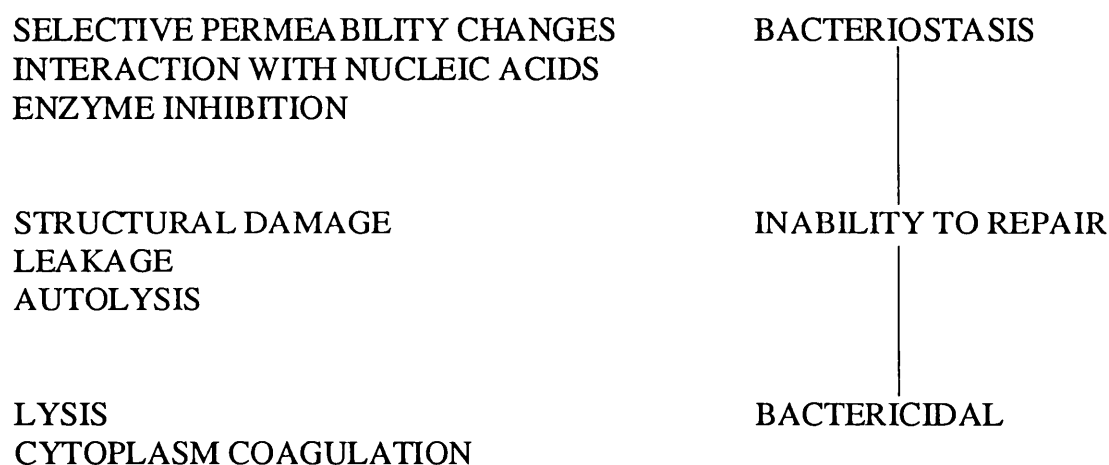 SELECTIVE PERMEABILITY CHANGES BACTERIOSTASIS
INTERACTION WITH NUCLEIC ACIDS
ENZYME INHIBITION
STRUCTURAL DAMAGE INABILITY TO REPAIR
LEAKAGE
AUTOLYSIS
LYSIS BACTERICIDAL
CYTOPLASM COAGULATION